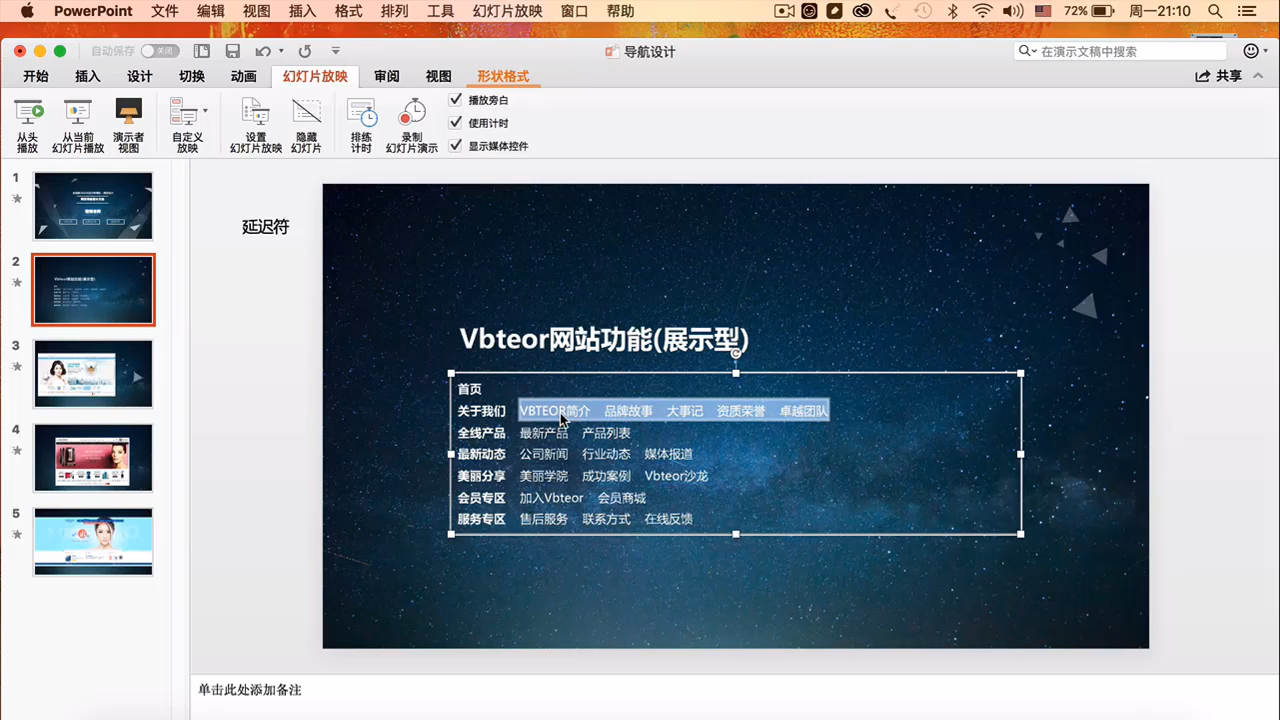 PowerPoint 文件 编辑 视图 插入 格式 排列 工具 幻灯片放映 窗口 帮助 72% 周一21:10
自动保存 关闭 导航设计 在演示文稿中搜索
开始 插入 设计 切换 动画 幻灯片放映 审阅 视图 形状格式 共享
从头播放
从当前幻灯片播放
演示者视图
自定义放映
设置幻灯片放映
隐藏幻灯片
排练计时
录制幻灯片演示
播放旁白
使用计时
显示媒体控件
1
2
3
4
5
延迟符
Vbteor网站功能(展示型)
首页
关于我们 VBTEOR简介 品牌故事 大事记 资质荣誉 卓越团队
全线产品 最新产品 产品列表
最新动态 公司新闻 行业动态 媒体报道
美丽分享 美丽学院 成功案例 Vbteor沙龙
会员专区 加入Vbteor 会员商城
服务专区 售后服务 联系方式 在线反馈
单击此处添加备注